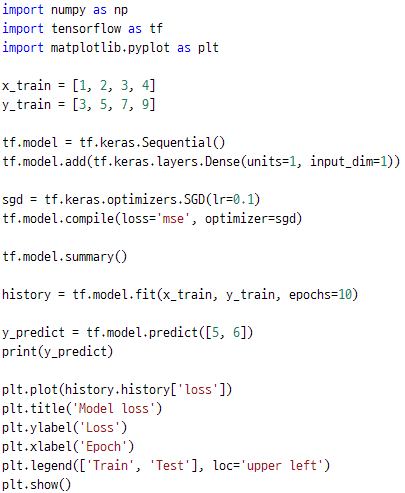 import numpy as np
import tensorflow as tf
import matplotlib.pyplot as plt

x_train = [1, 2, 3, 4]
y_train = [3, 5, 7, 9]

tf.model = tf.keras.Sequential()
tf.model.add(tf.keras.layers.Dense(units=1, input_dim=1))

sgd = tf.keras.optimizers.SGD(lr=0.1)
tf.model.compile(loss='mse', optimizer=sgd)

tf.model.summary()

history = tf.model.fit(x_train, y_train, epochs=10)

y_predict = tf.model.predict([5, 6])
print(y_predict)

plt.plot(history.history['loss'])
plt.title('Model loss')
plt.ylabel('Loss')
plt.xlabel('Epoch')
plt.legend(['Train', 'Test'], loc='upper left')
plt.show()